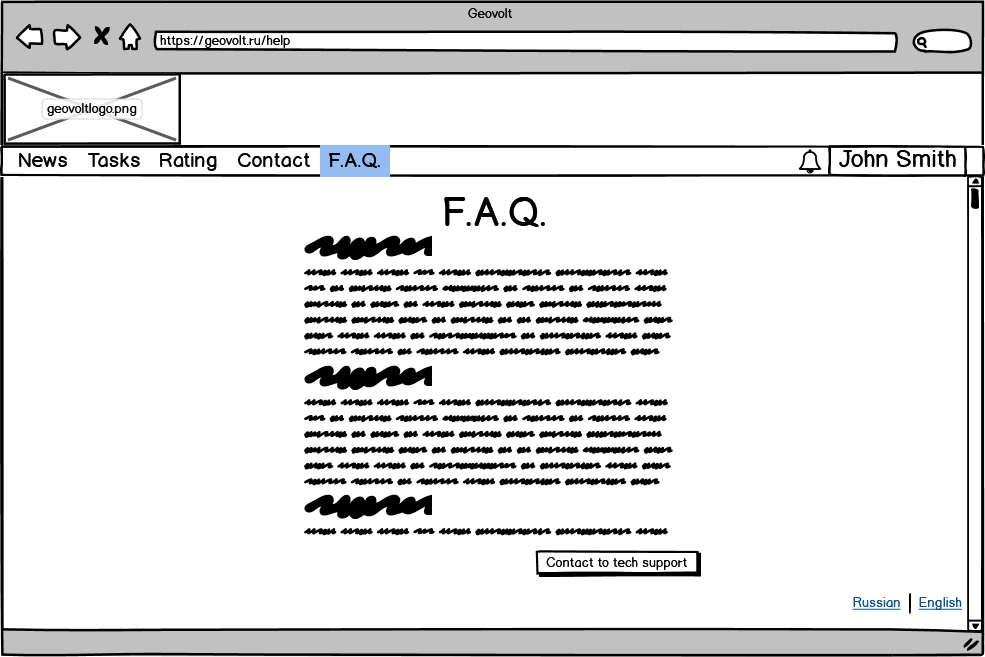 Geovolt
https://geovolt.ru/help
geovoltlogo.png
News Tasks Rating Contact F.A.Q. John Smith
F.A.Q.
Contact to tech support
Russian | English